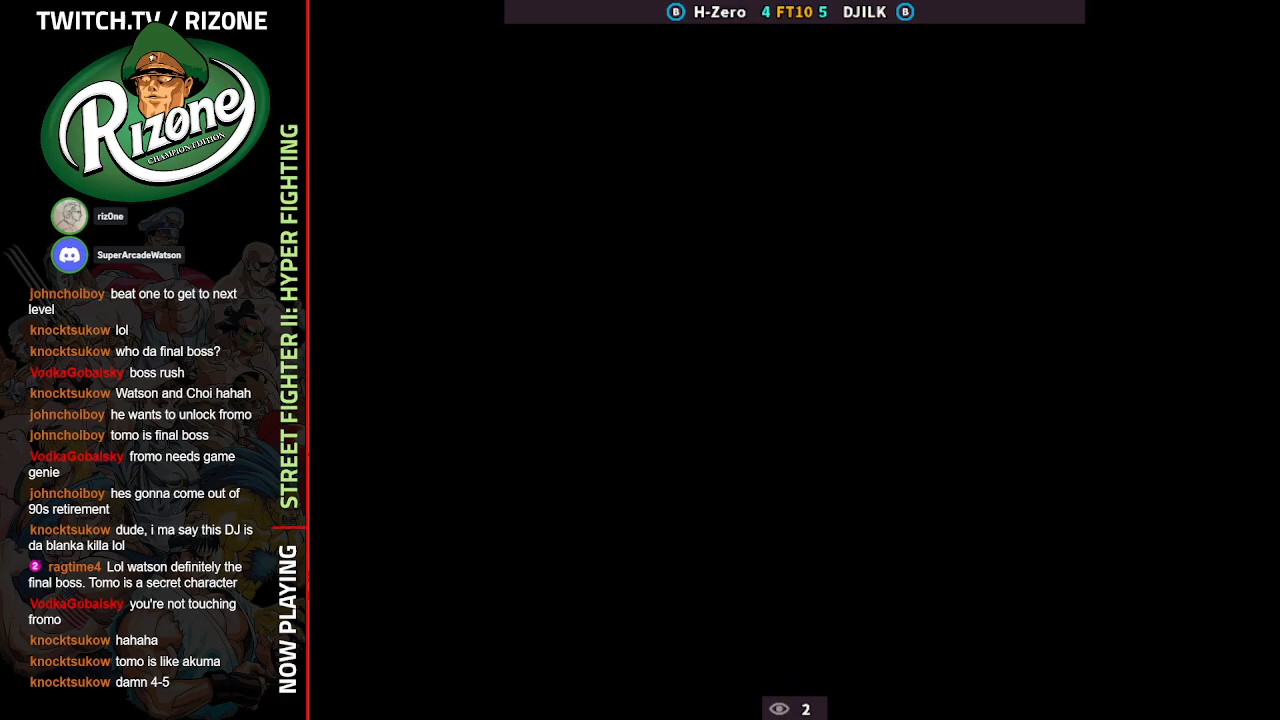 TWITCH.TV / RIZONE
B H-Zero 4 FT10 5 DJILK B
Rizone
CHAMPION EDITION
riz0ne
SuperArcadeWatson
johnchoiboy beat one to get to next
level
knocktsukow lol
knocktsukow who da final boss?
VodkaGobalsky boss rush
knocktsukow Watson and Choi hahah
johnchoiboy he wants to unlock fromo
johnchoiboy tomo is final boss
VodkaGobalsky fromo needs game
genie
johnchoiboy hes gonna come out of
90s retirement
knocktsukow dude, i ma say this DJ is
da blanka killa lol
2 ragtime4 Lol watson definitely the
final boss. Tomo is a secret character
VodkaGobalsky you're not touching
fromo
knocktsukow hahaha
knocktsukow tomo is like akuma
knocktsukow damn 4-5
NOW PLAYING
STREET FIGHTER II: HYPER FIGHTING
2